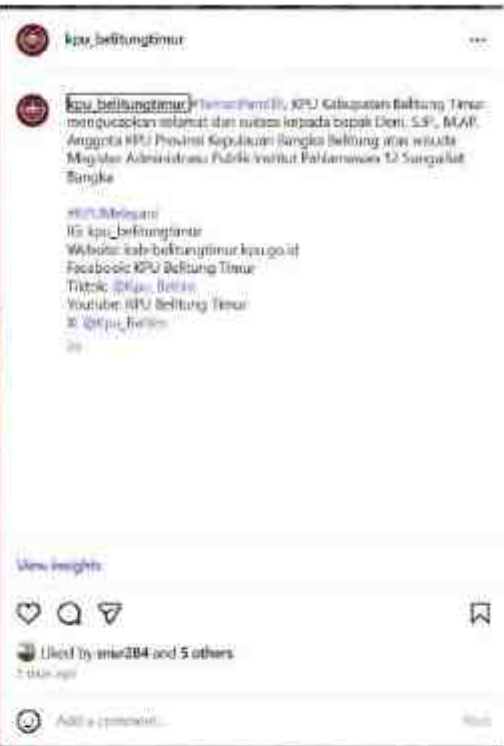 kpu_belitungtimur
kpu_belitungtimur #TemanPemilih, KPU Kabupaten Belitung Timur
mengucapkan selamat dan sukses kepada bapak Deni, S.IP., M.AP.
Anggota KPU Provinsi Kepulauan Bangka Belitung atas wisuda
Magister Administrasi Publik Institut Pahlawan 12 Sungailiat
Bangka
#KPUMelayani
IG: kpu_belitungtimur
Website: kab-belitungtimur.kpu.go.id
Facebook: KPU Belitung Timur
Tiktok: @Kpu_Beltim
Youtube: KPU Belitung Timur
X: @Kpu_Beltim
View insights
Liked by and 5 others
Add a comment...
Post